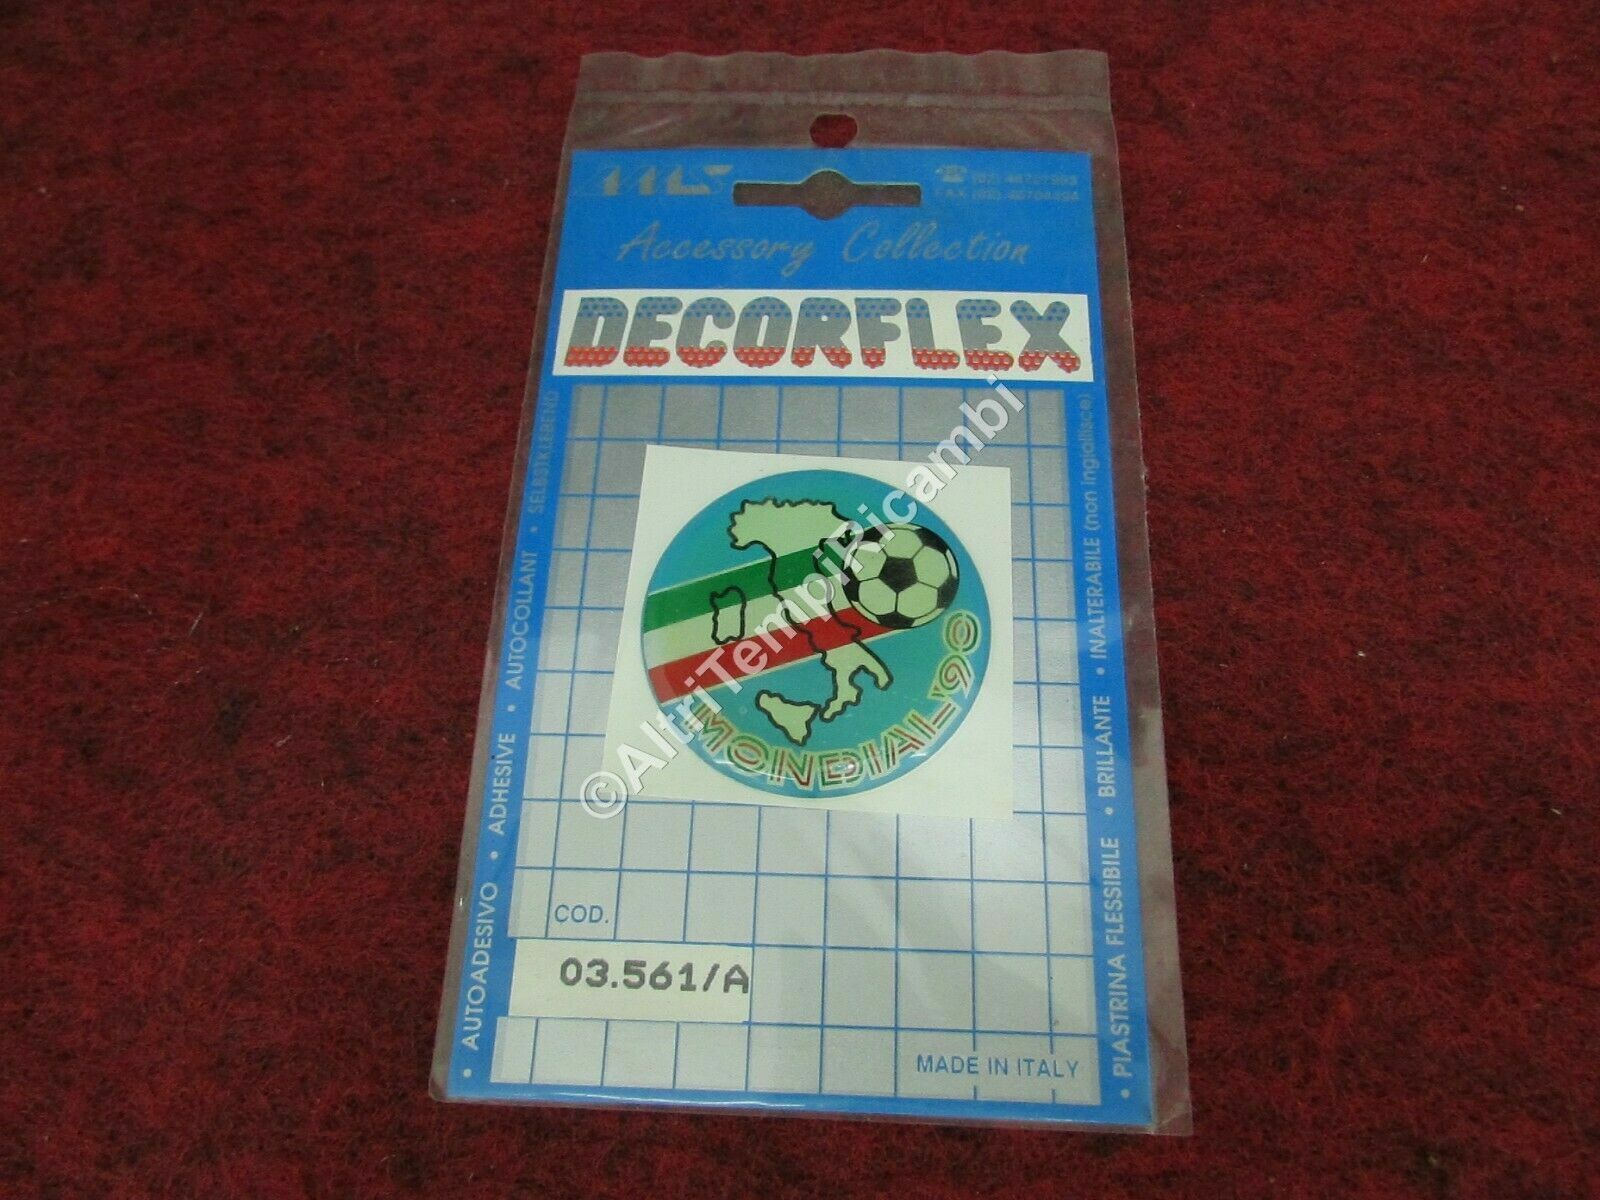 Accessory Collection
DECORFLEX
• AUTOADESIVO • ADHESIVE • AUTOCOLLANT • SELBSTKLEBEND
• PIASTRINA FLESSIBILE • BRILLANTE • INALTERABILE (non ingiallisce)
MONDIAL '90
©AltriTempiRicambi
COD.
03.561/A
MADE IN ITALY